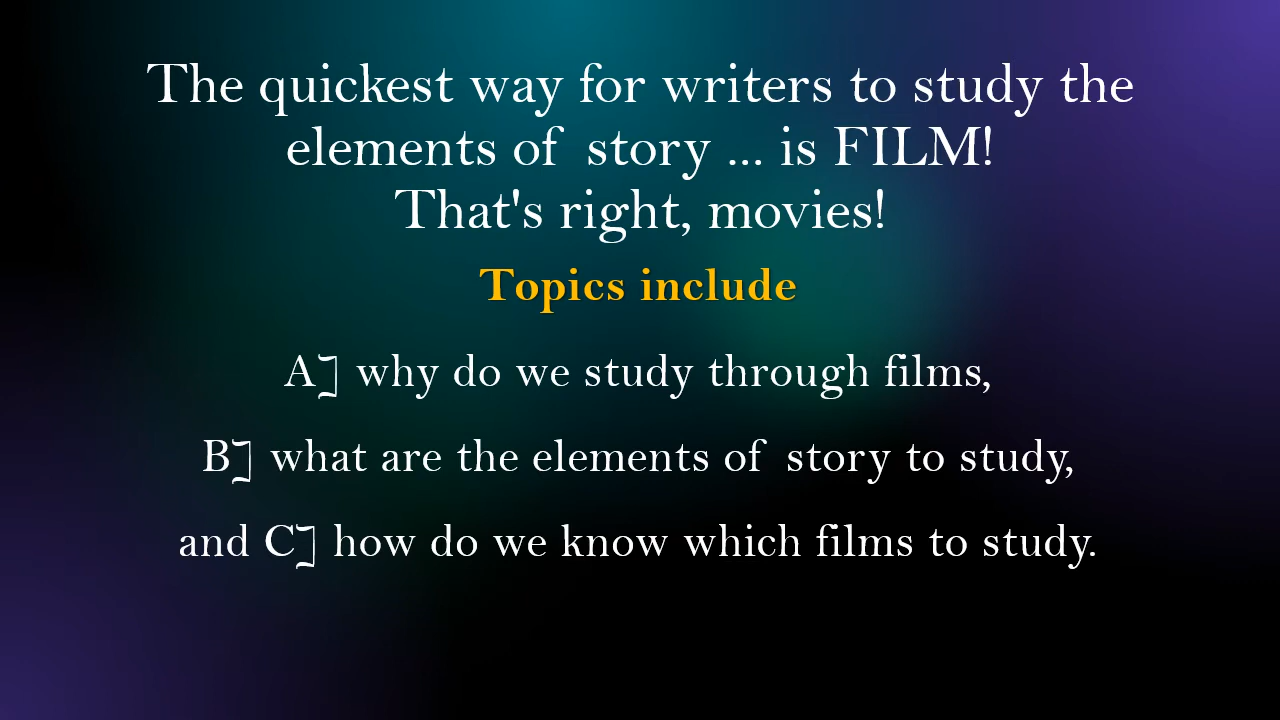 The quickest way for writers to study the
elements of story ... is FILM!
That's right, movies!
Topics include
A] why do we study through films,
B] what are the elements of story to study,
and C] how do we know which films to study.